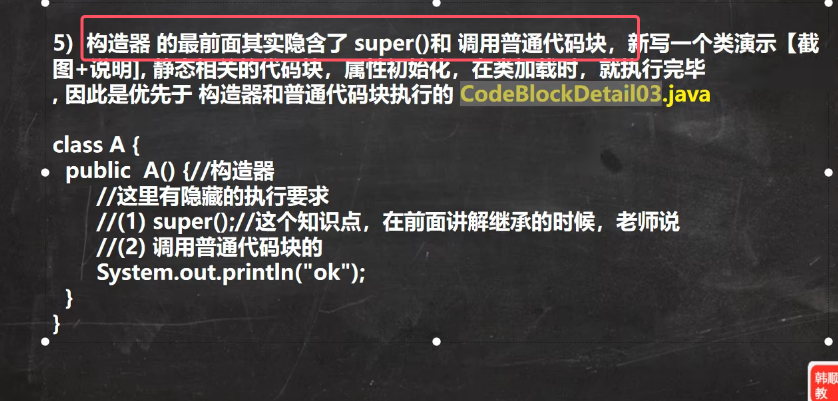 5) 构造器 的最前面其实隐含了 super()和 调用普通代码块，新写一个类演示【截
图+说明], 静态相关的代码块，属性初始化，在类加载时，就执行完毕
, 因此是优先于 构造器和普通代码块执行的 CodeBlockDetail03.java
class A {
public A() {//构造器
//这里有隐藏的执行要求
//(1) super();//这个知识点，在前面讲解继承的时候，老师说
//(2) 调用普通代码块的
System.out.println("ok");
}
}
韩顺
教